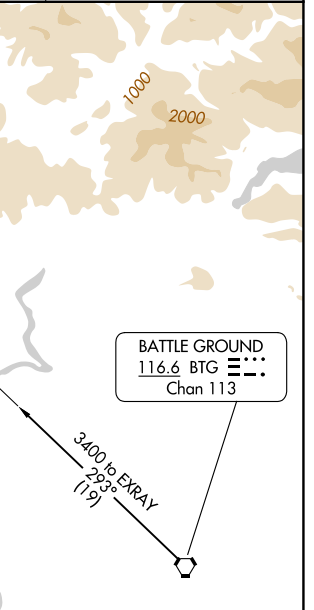 1000
2000
BATTLE GROUND
116.6 BTG
Chan 113
3400 to EXRAY
293°
(19)